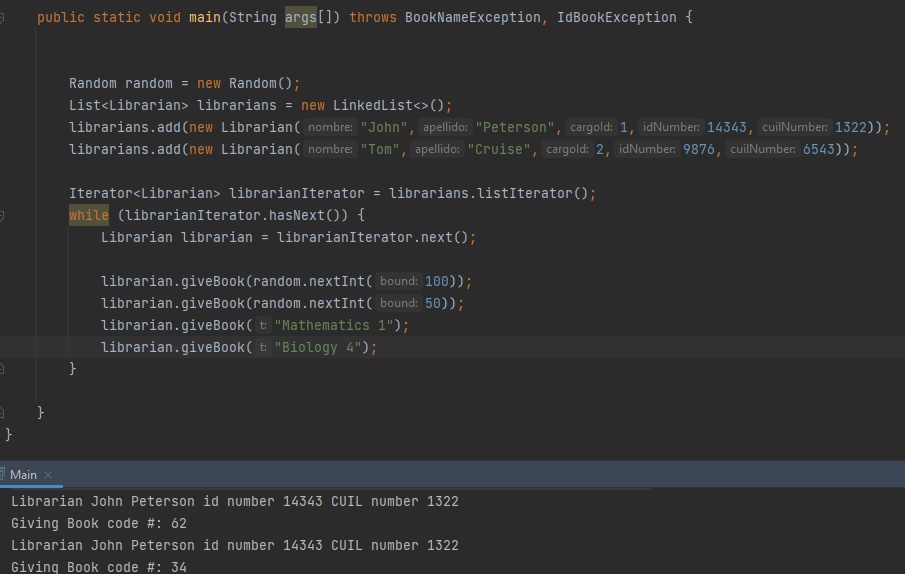 public static void main(String args[]) throws BookNameException, IdBookException {
Random random = new Random();
List<Librarian> librarians = new LinkedList<>();
librarians.add(new Librarian( nombre: "John", apellido: "Peterson", cargoId: 1, idNumber: 14343, cuilNumber: 1322));
librarians.add(new Librarian( nombre: "Tom", apellido: "Cruise", cargoId: 2, idNumber: 9876, cuilNumber: 6543));
Iterator<Librarian> librarianIterator = librarians.listIterator();
while (librarianIterator.hasNext()) {
Librarian librarian = librarianIterator.next();
librarian.giveBook(random.nextInt( bound: 100));
librarian.giveBook(random.nextInt( bound: 50));
librarian.giveBook( t: "Mathematics 1");
librarian.giveBook( t: "Biology 4");
}
}
}
Main ×
Librarian John Peterson id number 14343 CUIL number 1322
Giving Book code #: 62
Librarian John Peterson id number 14343 CUIL number 1322
Giving Book code #: 34